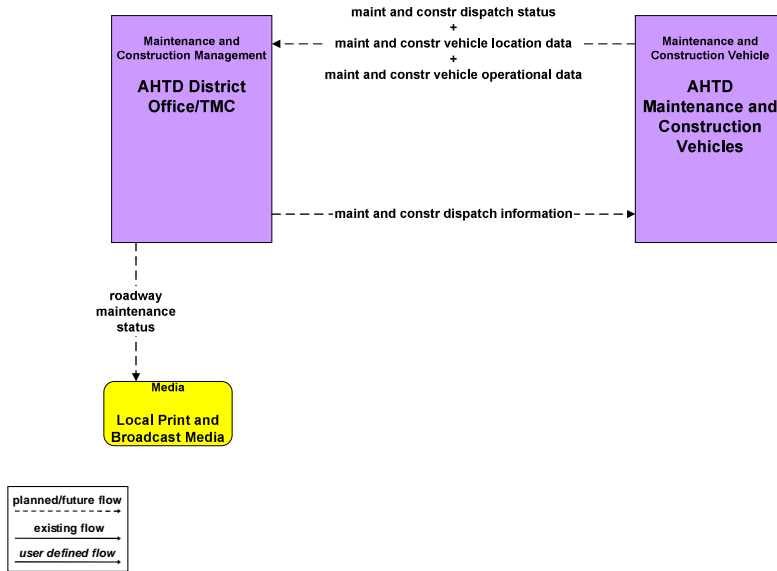 maint and constr dispatch status
+
maint and constr vehicle location data
+
maint and constr vehicle operational data
Maintenance and
Construction Management
AHTD District
Office/TMC
Maintenance and
Construction Vehicle
AHTD
Maintenance and
Construction
Vehicles
maint and constr dispatch information
roadway
maintenance
status
Media
Local Print and
Broadcast Media
planned/future flow
existing flow
user defined flow